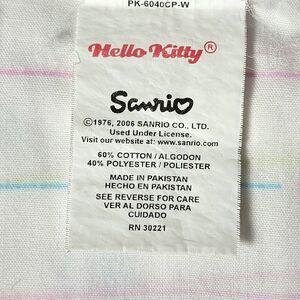 PK-6040CP-W
Hello Kitty®
Sanrio
©1976, 2006 SANRIO CO., LTD.
Used Under License.
Visit our website at: www.sanrio.com
60% COTTON / ALGODON
40% POLYESTER / POLIESTER
MADE IN PAKISTAN
HECHO EN PAKISTAN
SEE REVERSE FOR CARE
VER AL DORSO PARA
CUIDADO
RN 30221